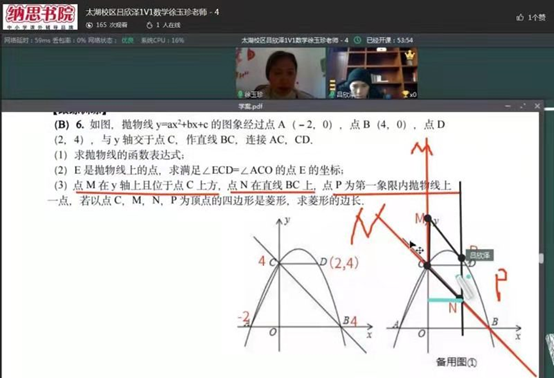 纳思书院
中小学课外辅导品牌
太湖校区吕欣泽1V1数学徐玉珍老师 - 4
165 次观看
1 人在线
1个赞
网络延时：59ms 丢包率：0% 网络状态： 优质 系统CPU：16%
太湖校区吕欣泽1V1数学徐玉珍老师 - 4
已经开课：53:54
徐玉珍
吕欣泽
学案.pdf
(B) 6. 如图，抛物线 y=ax²+bx+c 的图象经过点 A（－2，0），点 B（4，0），点 D
（2，4），与 y 轴交于点 C，作直线 BC，连接 AC，CD.
（1）求抛物线的函数表达式；
（2）E 是抛物线上的点，求满足∠ECD=∠ACO 的点 E 的坐标；
（3）点 M 在 y 轴上且位于点 C 上方，点 N 在直线 BC 上，点 P 为第一象限内抛物线上
一点，若以点 C，M，N，P 为顶点的四边形是菱形，求菱形的边长.
M
N
y
M
y
4
C
D
(2,4)
吕欣泽
P
N
-2
A
O
B
4
x
A
O
B
x
备用图①